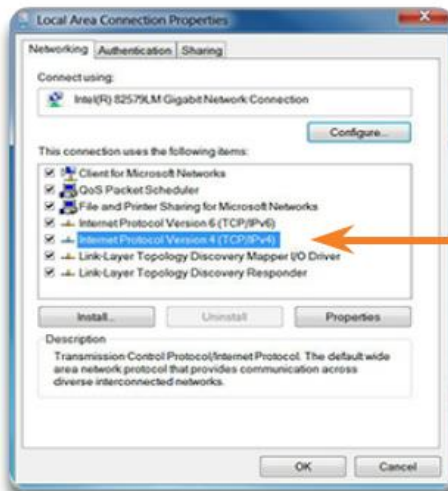 Local Area Connection Properties
Networking Authentication Sharing
Connect using:
Intel(R) 82579LM Gigabit Network Connection
Configure...
This connection uses the following items:
Client for Microsoft Networks
QoS Packet Scheduler
File and Printer Sharing for Microsoft Networks
Internet Protocol Version 6 (TCP/IPv6)
Internet Protocol Version 4 (TCP/IPv4)
Link-Layer Topology Discovery Mapper I/O Driver
Link-Layer Topology Discovery Responder
Install... Uninstall Properties
Description
Transmission Control Protocol/Internet Protocol. The default wide
area network protocol that provides communication across
diverse interconnected networks.
OK Cancel